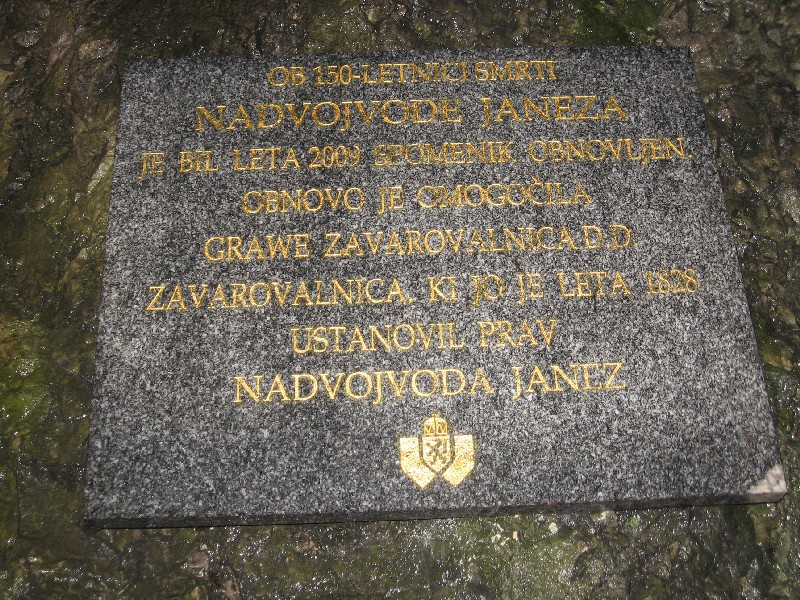 OB 150-LETNICI SMRTI
NADVOJVODE JANEZA
JE BIL LETA 2009 SPOMENIK OBNOVLJEN.
OBNOVO JE OMOGOČILA
GRAWE ZAVAROVALNICA D.D.
ZAVAROVALNICA, KI JO JE LETA 1828
USTANOVIL PRAV
NADVOJVODA JANEZ